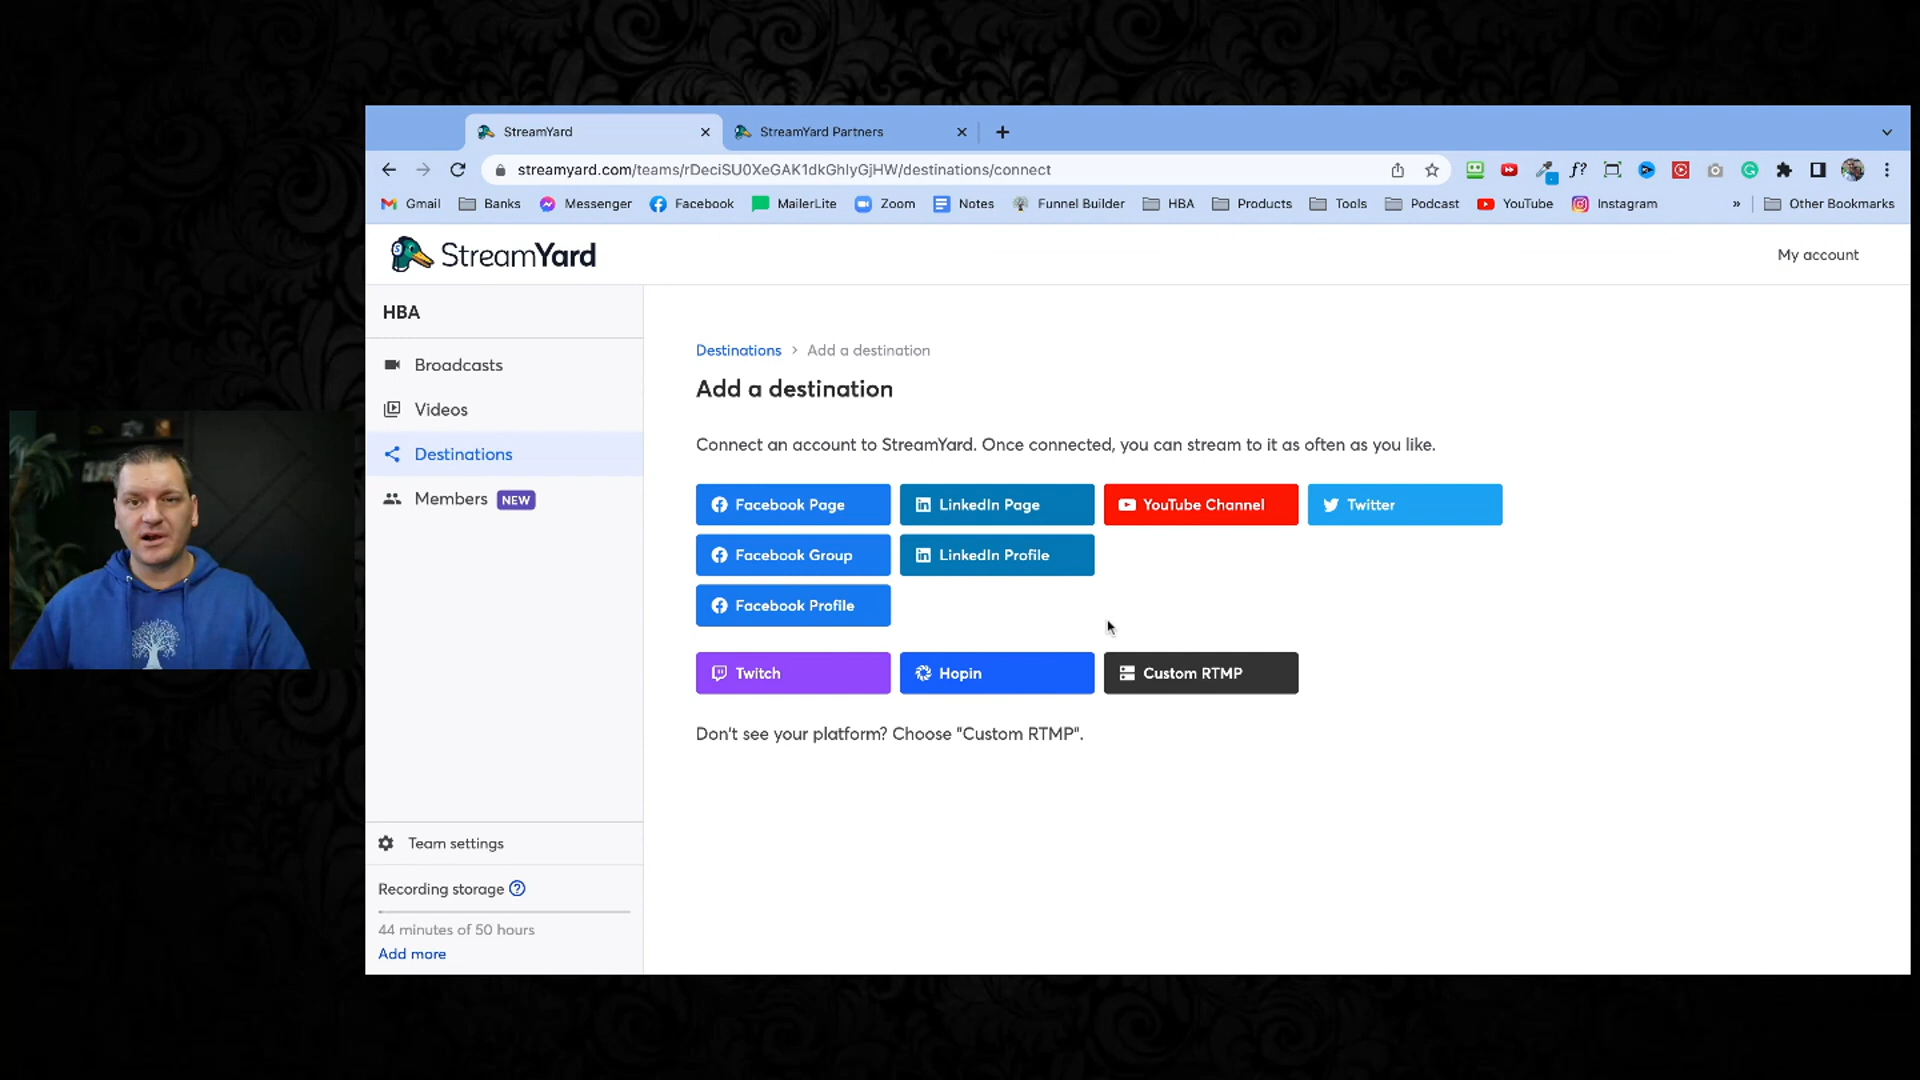 StreamYard
StreamYard Partners
streamyard.com/teams/rDeciSU0XeGAK1dkGhlyGjHW/destinations/connect
Gmail Banks Messenger Facebook MailerLite Zoom Notes Funnel Builder HBA Products Tools Podcast YouTube Instagram » Other Bookmarks
StreamYard
My account
HBA
Broadcasts
Videos
Destinations
Members NEW
Team settings
Recording storage
44 minutes of 50 hours
Add more
Destinations > Add a destination
Add a destination
Connect an account to StreamYard. Once connected, you can stream to it as often as you like.
Facebook Page LinkedIn Page YouTube Channel Twitter
Facebook Group LinkedIn Profile
Facebook Profile
Twitch Hopin Custom RTMP
Don't see your platform? Choose "Custom RTMP".